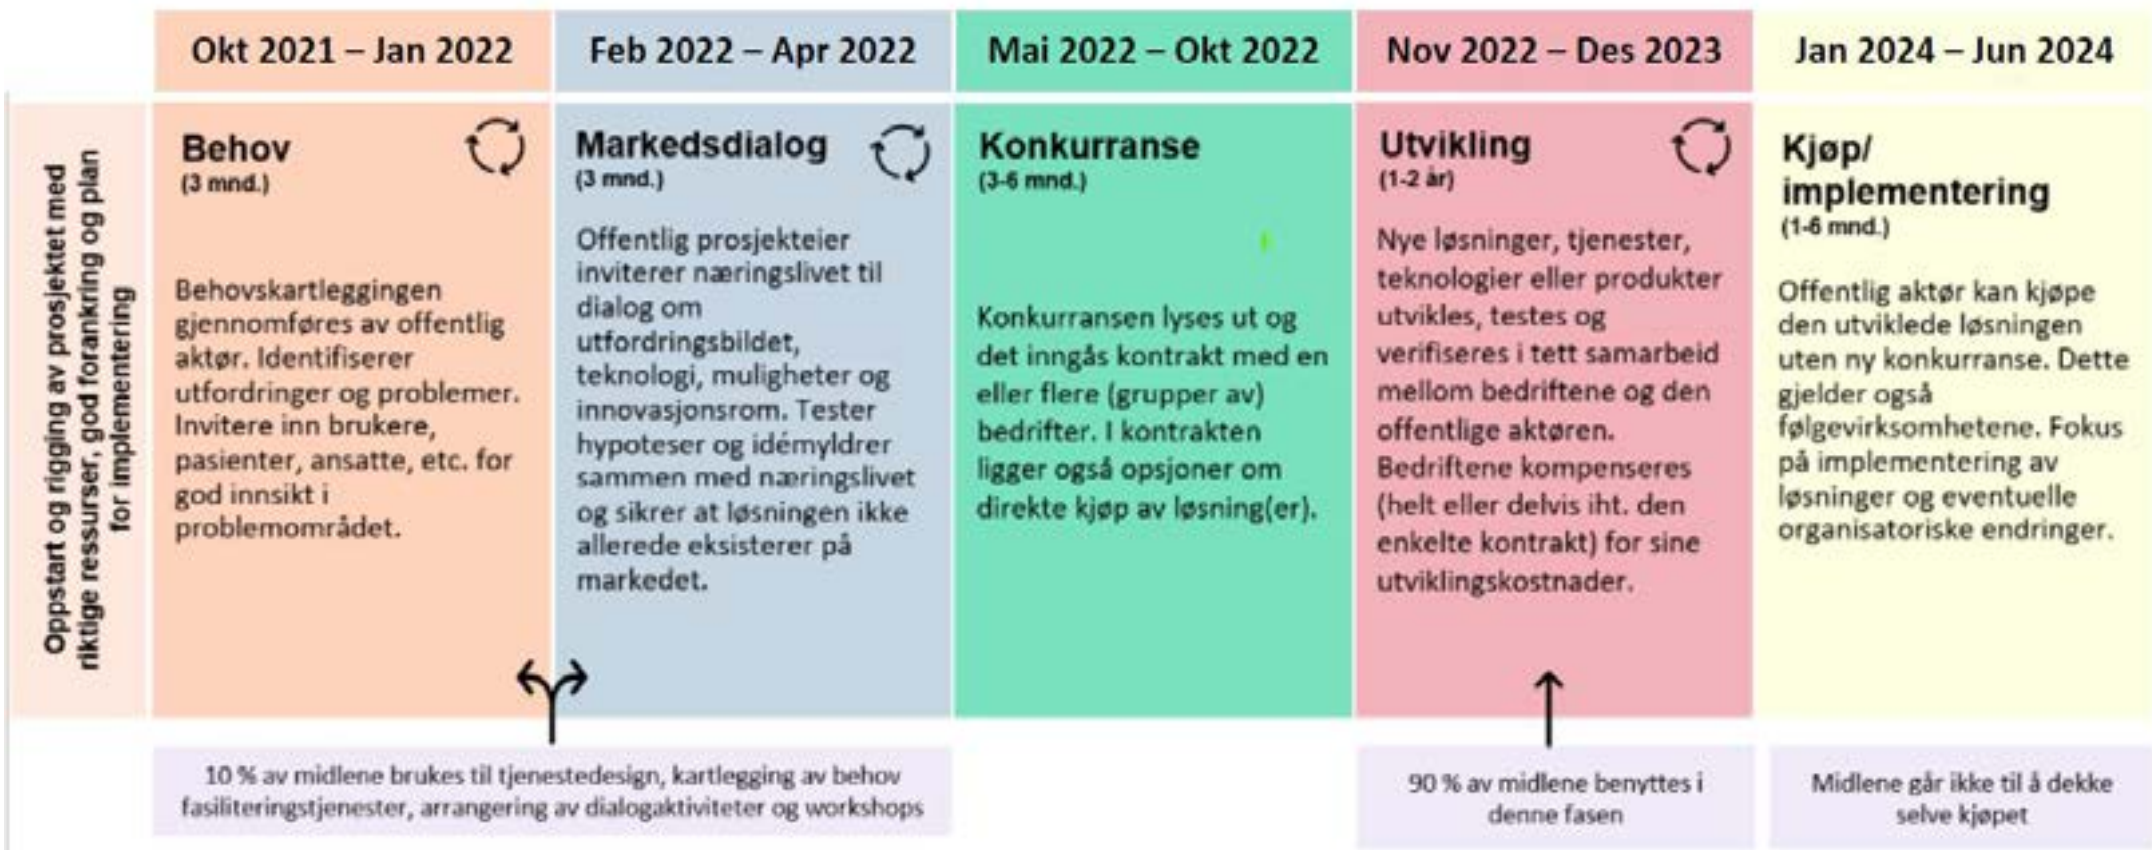 Okt 2021 – Jan 2022
Feb 2022 – Apr 2022
Mai 2022 – Okt 2022
Nov 2022 – Des 2023
Jan 2024 – Jun 2024
Oppstart og rigging av prosjektet med
riktige ressurser, god forankring og plan
for implementering
Behov
(3 mnd.)
Behovskartleggingen
gjennomføres av offentlig
aktør. Identifiserer
utfordringer og problemer.
Invitere inn brukere,
pasienter, ansatte, etc. for
god innsikt i
problemområdet.
Markedsdialog
(3 mnd.)
Offentlig prosjekteier
inviterer næringslivet til
dialog om
utfordringsbildet,
teknologi, muligheter og
innovasjonsrom. Tester
hypoteser og idémyldrer
sammen med næringslivet
og sikrer at løsningen ikke
allerede eksisterer på
markedet.
Konkurranse
(3-6 mnd.)
Konkurransen lyses ut og
det inngås kontrakt med en
eller flere (grupper av)
bedrifter. I kontrakten
ligger også opsjoner om
direkte kjøp av løsning(er).
Utvikling
(1-2 år)
Nye løsninger, tjenester,
teknologier eller produkter
utvikles, testes og
verifiseres i tett samarbeid
mellom bedriftene og den
offentlige aktøren.
Bedriftene kompenseres
(helt eller delvis iht. den
enkelte kontrakt) for sine
utviklingskostnader.
Kjøp/
implementering
(1-6 mnd.)
Offentlig aktør kan kjøpe
den utviklede løsningen
uten ny konkurranse. Dette
gjelder også
følgevirksomhetene. Fokus
på implementering av
løsninger og eventuelle
organisatoriske endringer.
10 % av midlene brukes til tjenestedesign, kartlegging av behov
fasiliteringstjenester, arrangering av dialogaktiviteter og workshops
90 % av midlene benyttes i
denne fasen
Midlene går ikke til å dekke
selve kjøpet